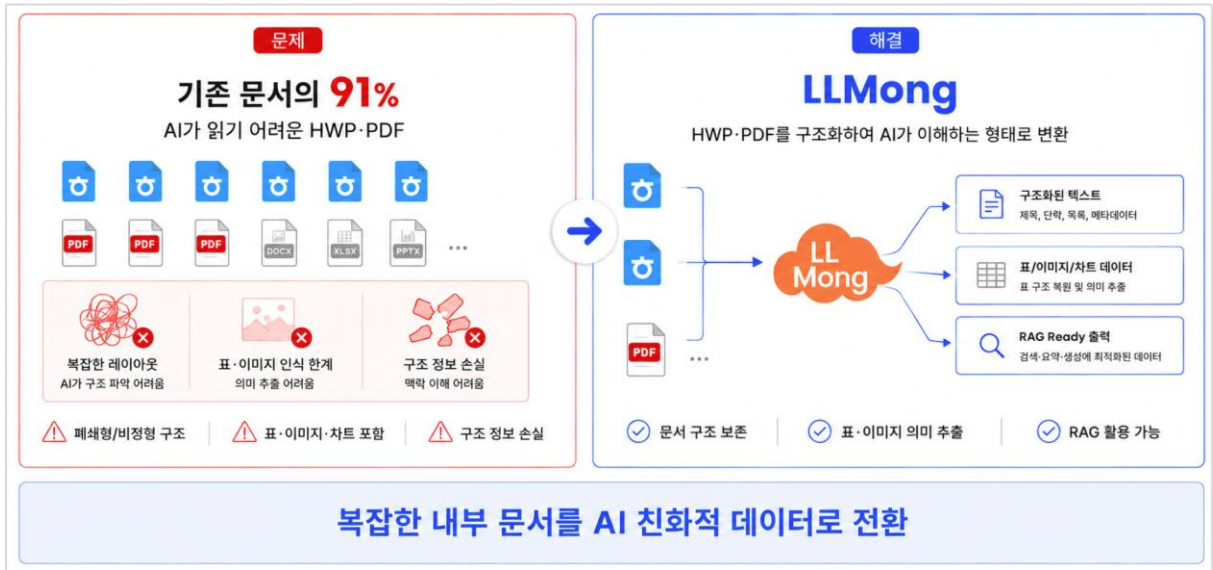 문제
기존 문서의 91%
AI가 읽기 어려운 HWP·PDF
ㅎ ㅎ ㅎ ㅎ ㅎ ㅎ
PDF PDF PDF DOCX XLSX PPTX ...
복잡한 레이아웃
AI가 구조 파악 어려움
표·이미지 인식 한계
의미 추출 어려움
구조 정보 손실
맥락 이해 어려움
폐쇄형/비정형 구조
표·이미지·차트 포함
구조 정보 손실
해결
LLMong
HWP·PDF를 구조화하여 AI가 이해하는 형태로 변환
ㅎ
ㅎ
PDF ...
LL
Mong
구조화된 텍스트
제목, 단락, 목록, 메타데이터
표/이미지/차트 데이터
표 구조 복원 및 의미 추출
RAG Ready 출력
검색·요약·생성에 최적화된 데이터
문서 구조 보존
표·이미지 의미 추출
RAG 활용 가능
복잡한 내부 문서를 AI 친화적 데이터로 전환